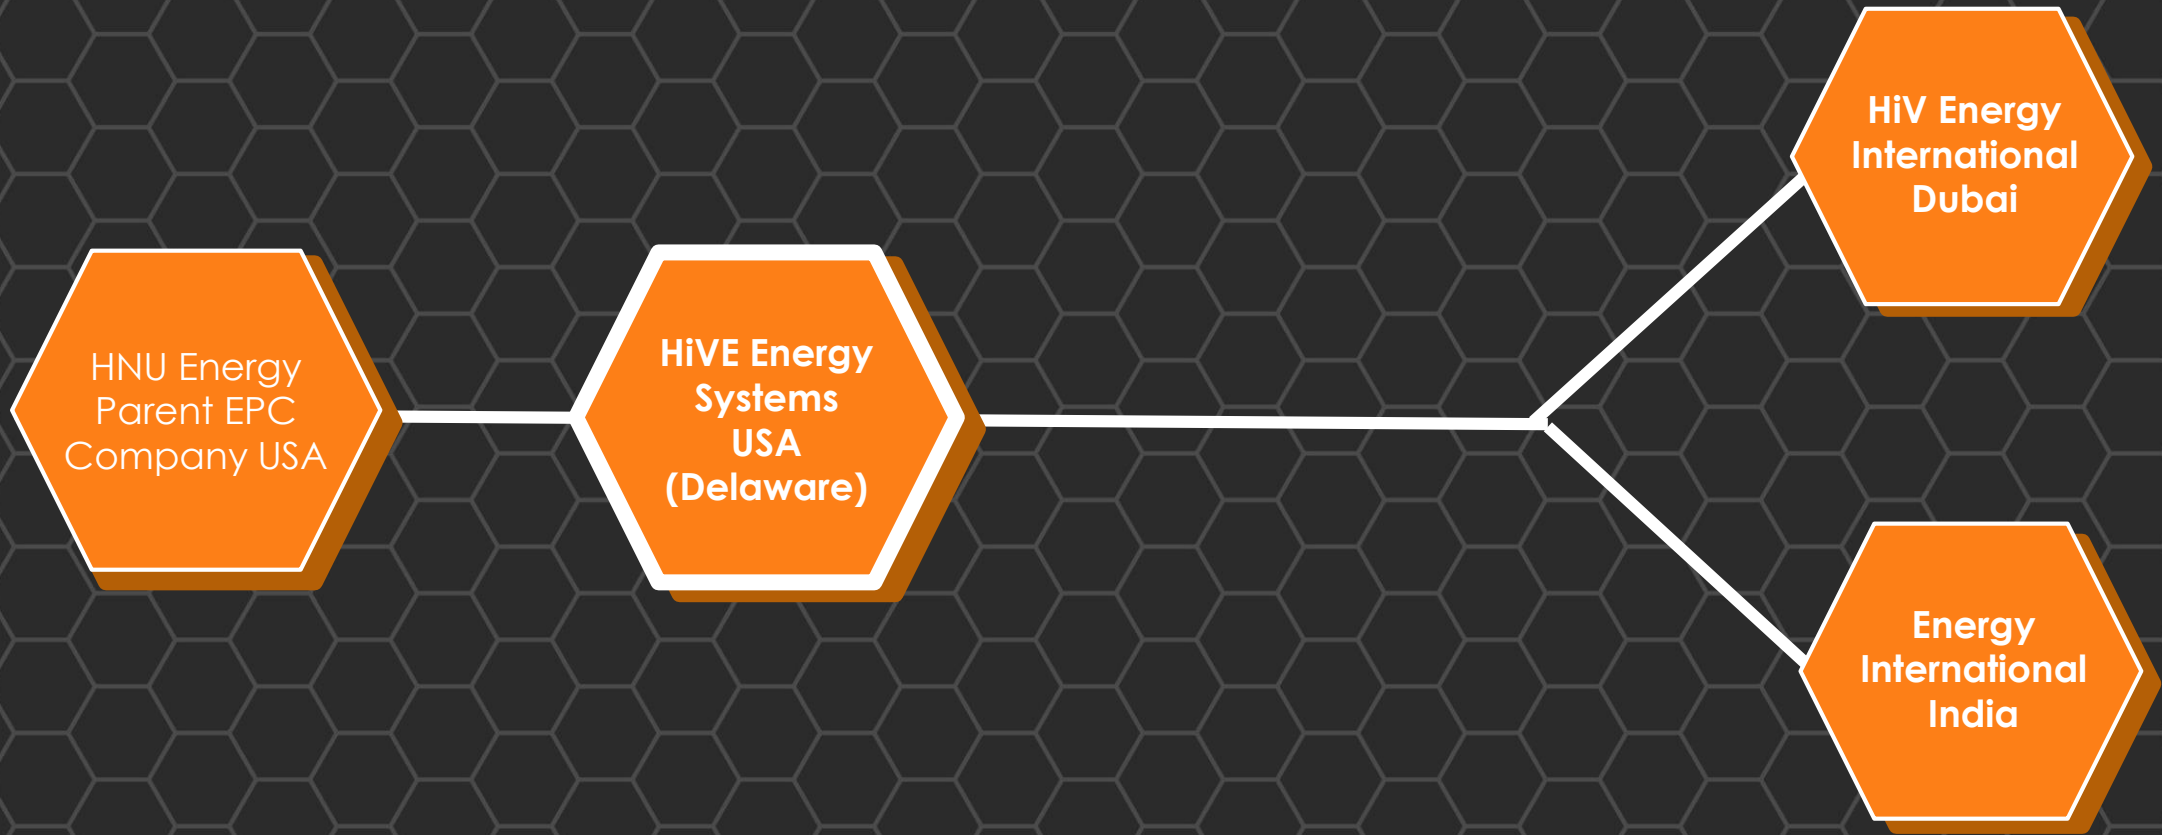 HNU Energy
Parent EPC
Company USA
HiVE Energy
Systems
USA
(Delaware)
HiV Energy
International
Dubai
Energy
International
India